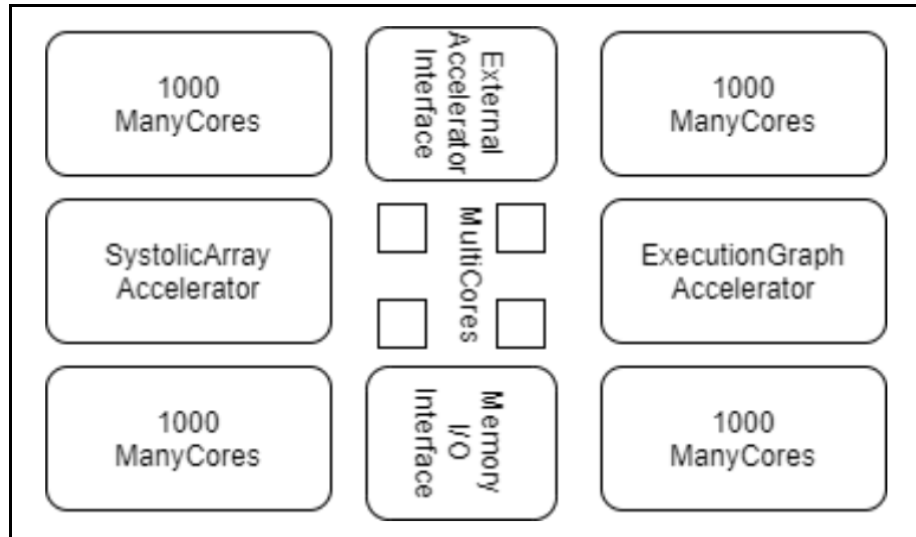 1000
ManyCores
External
Accelerator
Interface
1000
ManyCores
SystolicArray
Accelerator
MultiCores
ExecutionGraph
Accelerator
1000
ManyCores
Memory
I/O
Interface
1000
ManyCores